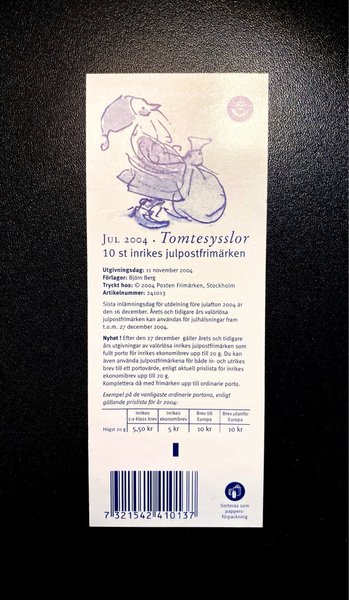 Jul 2004 · Tomtesysslor
10 st inrikes julpostfrimärken
Utgivningsdag: 11 november 2004
Förlagor: Björn Berg
Tryckt hos: © 2004 Posten Frimärken, Stockholm
Artikelnummer: 241013
Sista inlämningsdag för utdelning före julafton 2004 är
den 16 december. Årets och tidigare års valörlösa
julpostfrimärken kan användas för julhälsningar fram
t.o.m. 27 december 2004.
Nyhet ! Efter den 27 december gäller årets och tidigare
års utgivningar av valörlösa inrikes julpostfrimärken som
fullt porto för inrikes ekonomibrev upp till 20 g. Du kan
även använda julpostfrimärkena för både in- och utrikes
brev till ett portovärde, enligt aktuell prislista för inrikes
ekonomibrev upp till 20 g.
Komplettera då med frimärken upp till ordinarie porto.
Exempel på de vanligaste ordinarie portona, enligt
gällande prislista för år 2004:
Inrikes Inrikes Brev till Brev utanför
1:a-klass brev ekonomibrev Europa Europa
Högst 20 g 5,50 kr 5 kr 10 kr 10 kr
7 321542 410137
Sorteras som
pappers-
förpackning